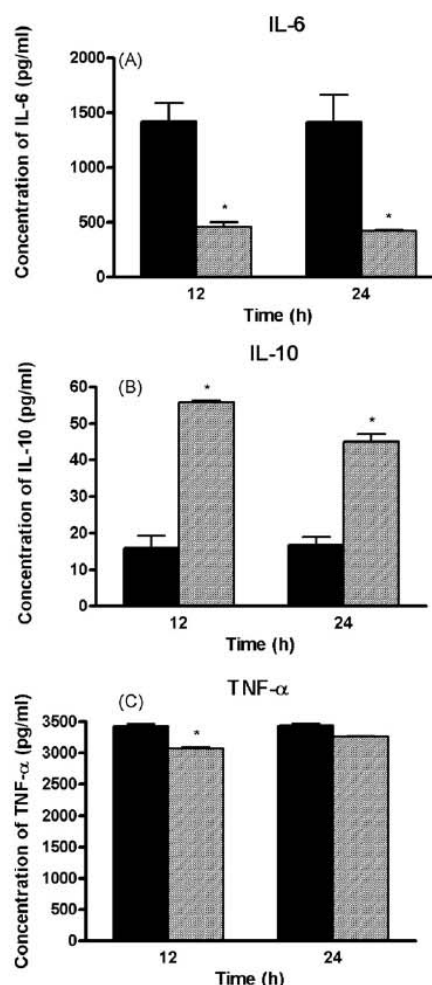 IL-6
(A)
Concentration of IL-6 (pg/ml)
2000
1500
1000
500
0
*
*
12
24
Time (h)
IL-10
(B)
Concentration of IL-10 (pg/ml)
60
50
40
30
20
10
0
*
*
12
24
Time (h)
TNF-α
(C)
Concentration of TNF-α (pg/ml)
3500
3000
2500
2000
1500
1000
500
0
*
12
24
Time (h)